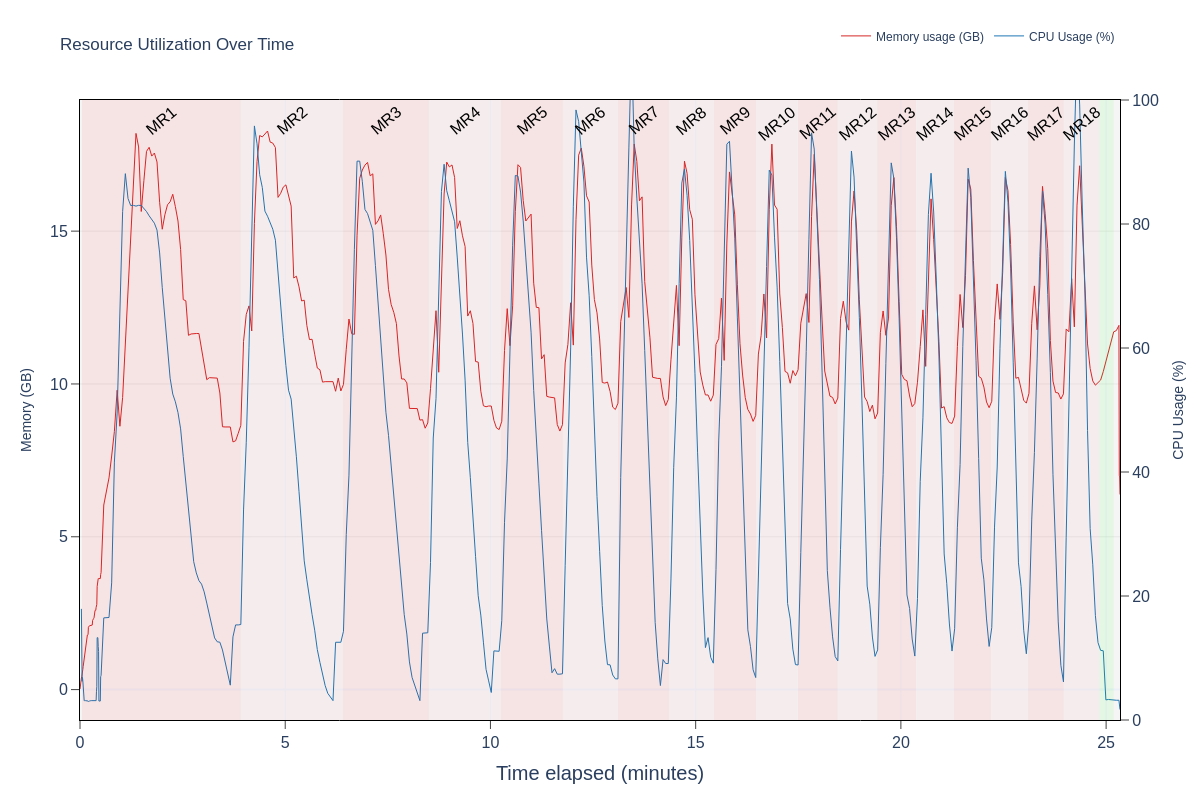 Resource Utilization Over Time
Memory usage (GB)
CPU Usage (%)
MR1
MR2
MR3
MR4
MR5
MR6
MR7
MR8
MR9
MR10
MR11
MR12
MR13
MR14
MR15
MR16
MR17
MR18
15
10
5
0
Memory (GB)
100
80
60
40
20
0
CPU Usage (%)
0 5 10 15 20 25
Time elapsed (minutes)